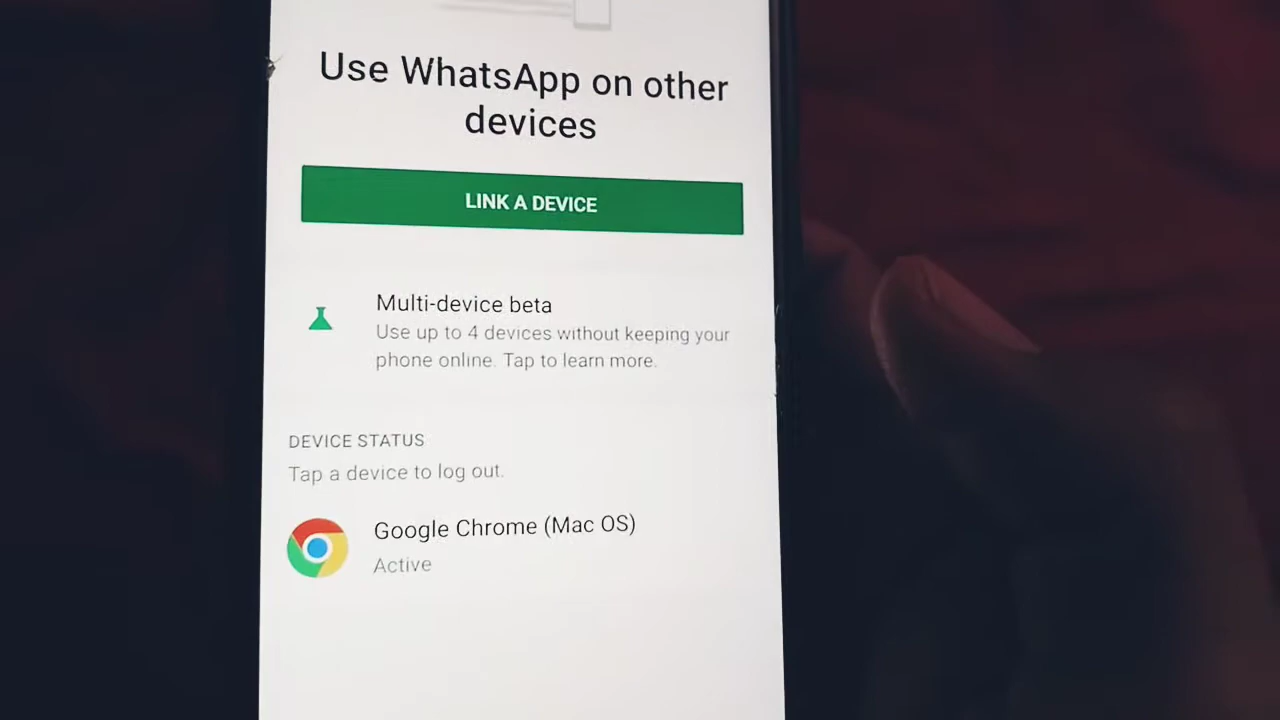 Use WhatsApp on other
devices
LINK A DEVICE
Multi-device beta
Use up to 4 devices without keeping your
phone online. Tap to learn more.
DEVICE STATUS
Tap a device to log out.
Google Chrome (Mac OS)
Active